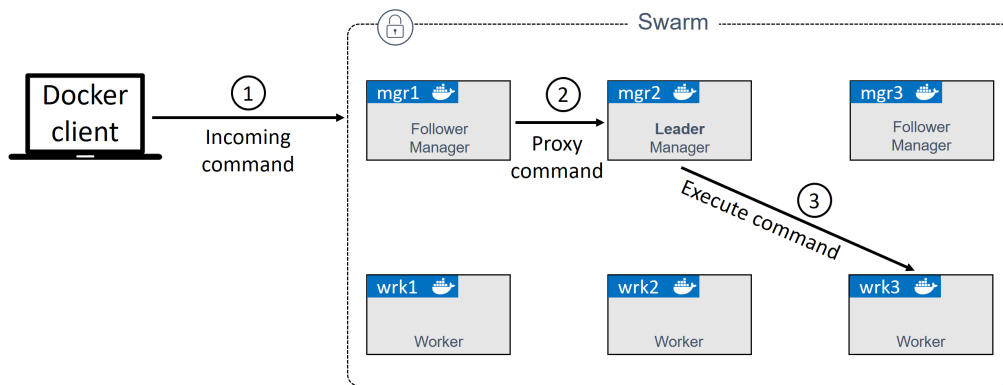 Swarm
Docker
client
1
Incoming
command
mgr1
Follower
Manager
2
Proxy
command
mgr2
Leader
Manager
mgr3
Follower
Manager
3
Execute command
wrk1
Worker
wrk2
Worker
wrk3
Worker